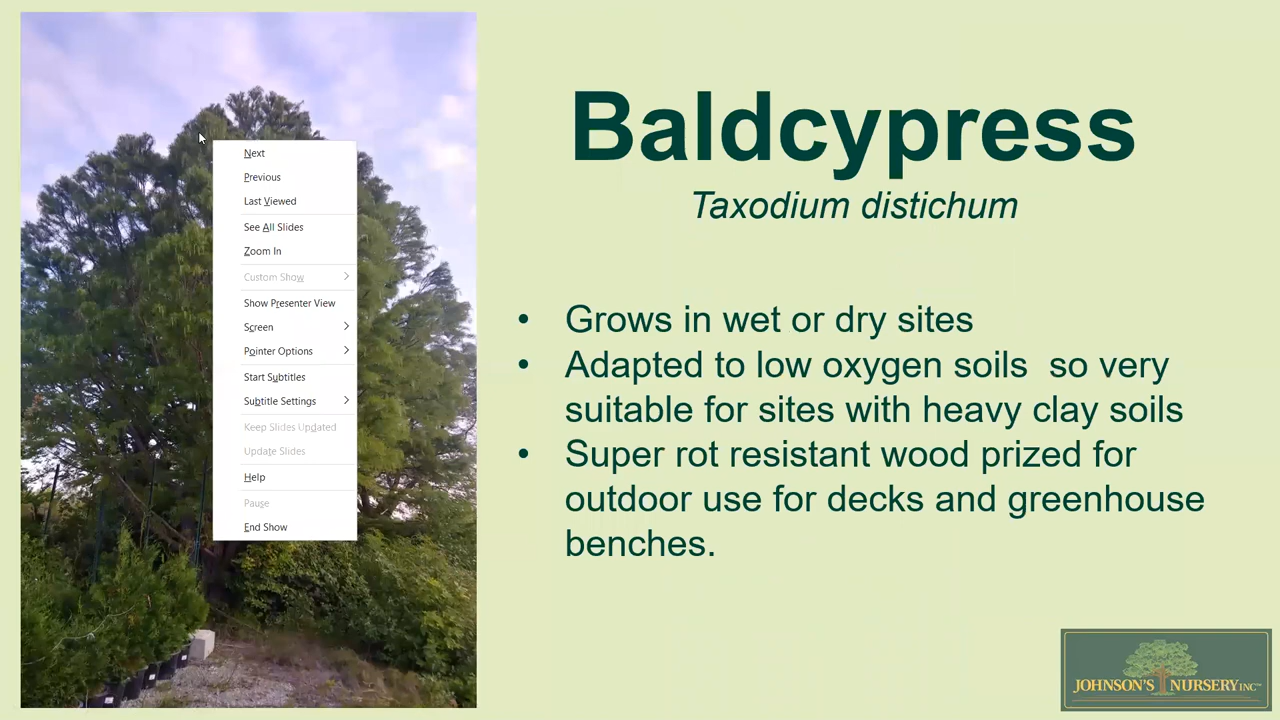 Baldcypress
Taxodium distichum
• Grows in wet or dry sites
• Adapted to low oxygen soils  so very
suitable for sites with heavy clay soils
• Super rot resistant wood prized for
outdoor use for decks and greenhouse
benches.
Next
Previous
Last Viewed
See All Slides
Zoom In
Custom Show
Show Presenter View
Screen
Pointer Options
Start Subtitles
Subtitle Settings
Keep Slides Updated
Update Slides
Help
Pause
End Show
JOHNSON'S NURSERY INC™